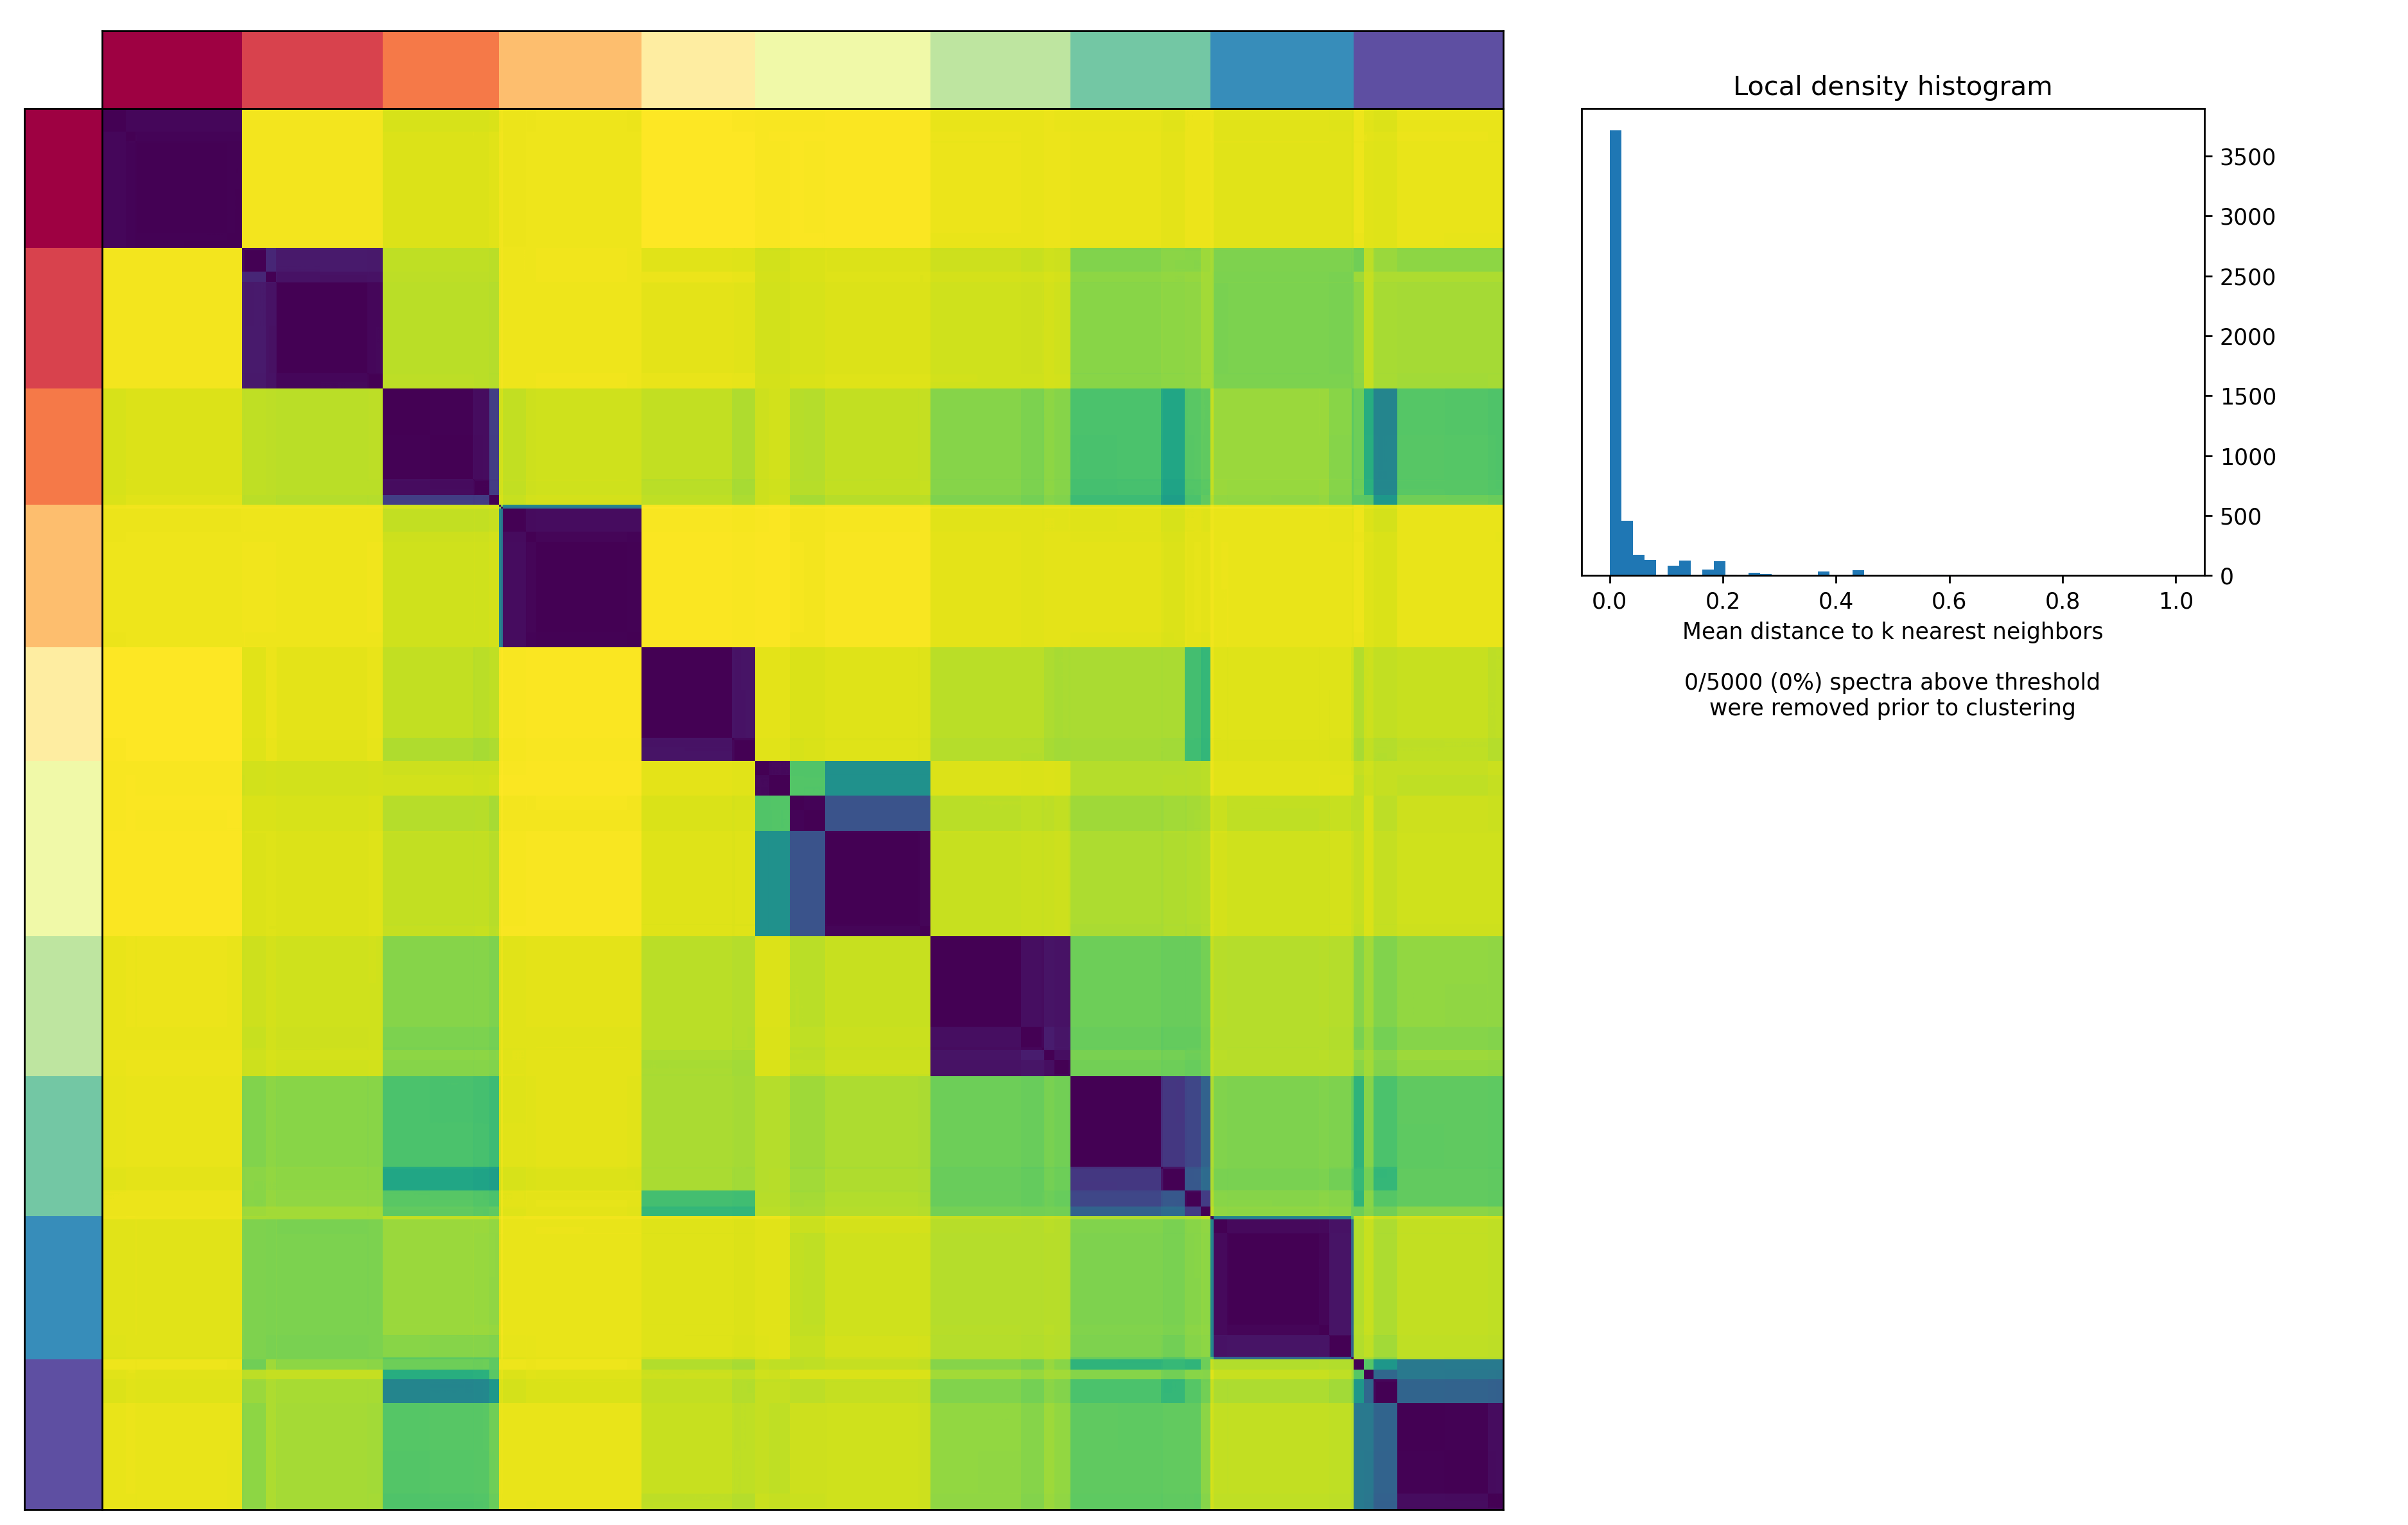 Local density histogram
3500
3000
2500
2000
1500
1000
500
0
0.0 0.2 0.4 0.6 0.8 1.0
Mean distance to k nearest neighbors
0/5000 (0%) spectra above threshold
were removed prior to clustering